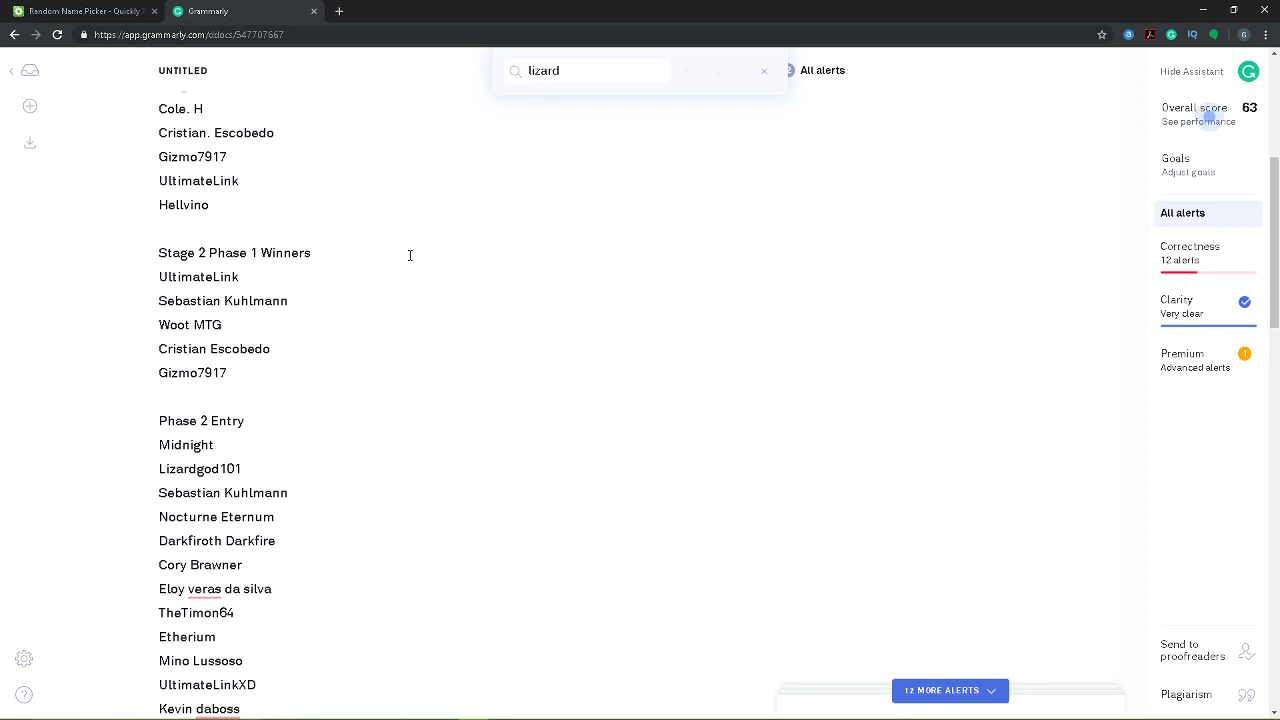 Random Name Picker - Quickly F
Grammarly
https://app.grammarly.com/ddocs/547707667
UNTITLED
lizard
All alerts
Hide Assistant
Cole. H
Cristian. Escobedo
Gizmo7917
UltimateLink
Hellvino
Stage 2 Phase 1 Winners
UltimateLink
Sebastian Kuhlmann
Woot MTG
Cristian Escobedo
Gizmo7917
Phase 2 Entry
Midnight
Lizardgod101
Sebastian Kuhlmann
Nocturne Eternum
Darkfiroth Darkfire
Cory Brawner
Eloy veras da silva
TheTimon64
Etherium
Mino Lussoso
UltimateLinkXD
Kevin daboss
Overall score 63
See performance
Goals
Adjust goals
All alerts
Correctness
12 alerts
Clarity
Very clear
Premium 1
Advanced alerts
Send to
proofreaders
Plagiarism
12 MORE ALERTS